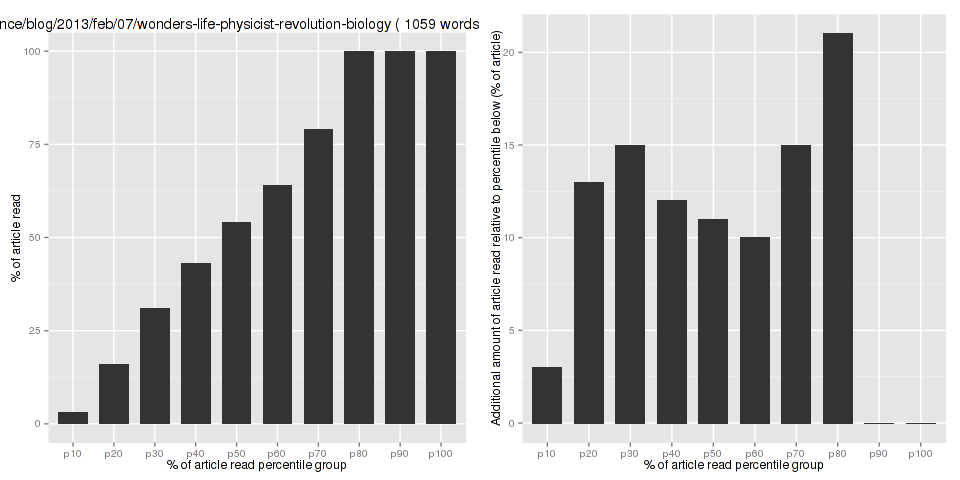 nce/blog/2013/feb/07/wonders-life-physicist-revolution-biology ( 1059 words
100
75
50
25
0
% of article read
p10 p20 p30 p40 p50 p60 p70 p80 p90 p100
% of article read percentile group
20
15
10
5
0
Additional amount of article read relative to percentile below (% of article)
p10 p20 p30 p40 p50 p60 p70 p80 p90 p100
% of article read percentile group